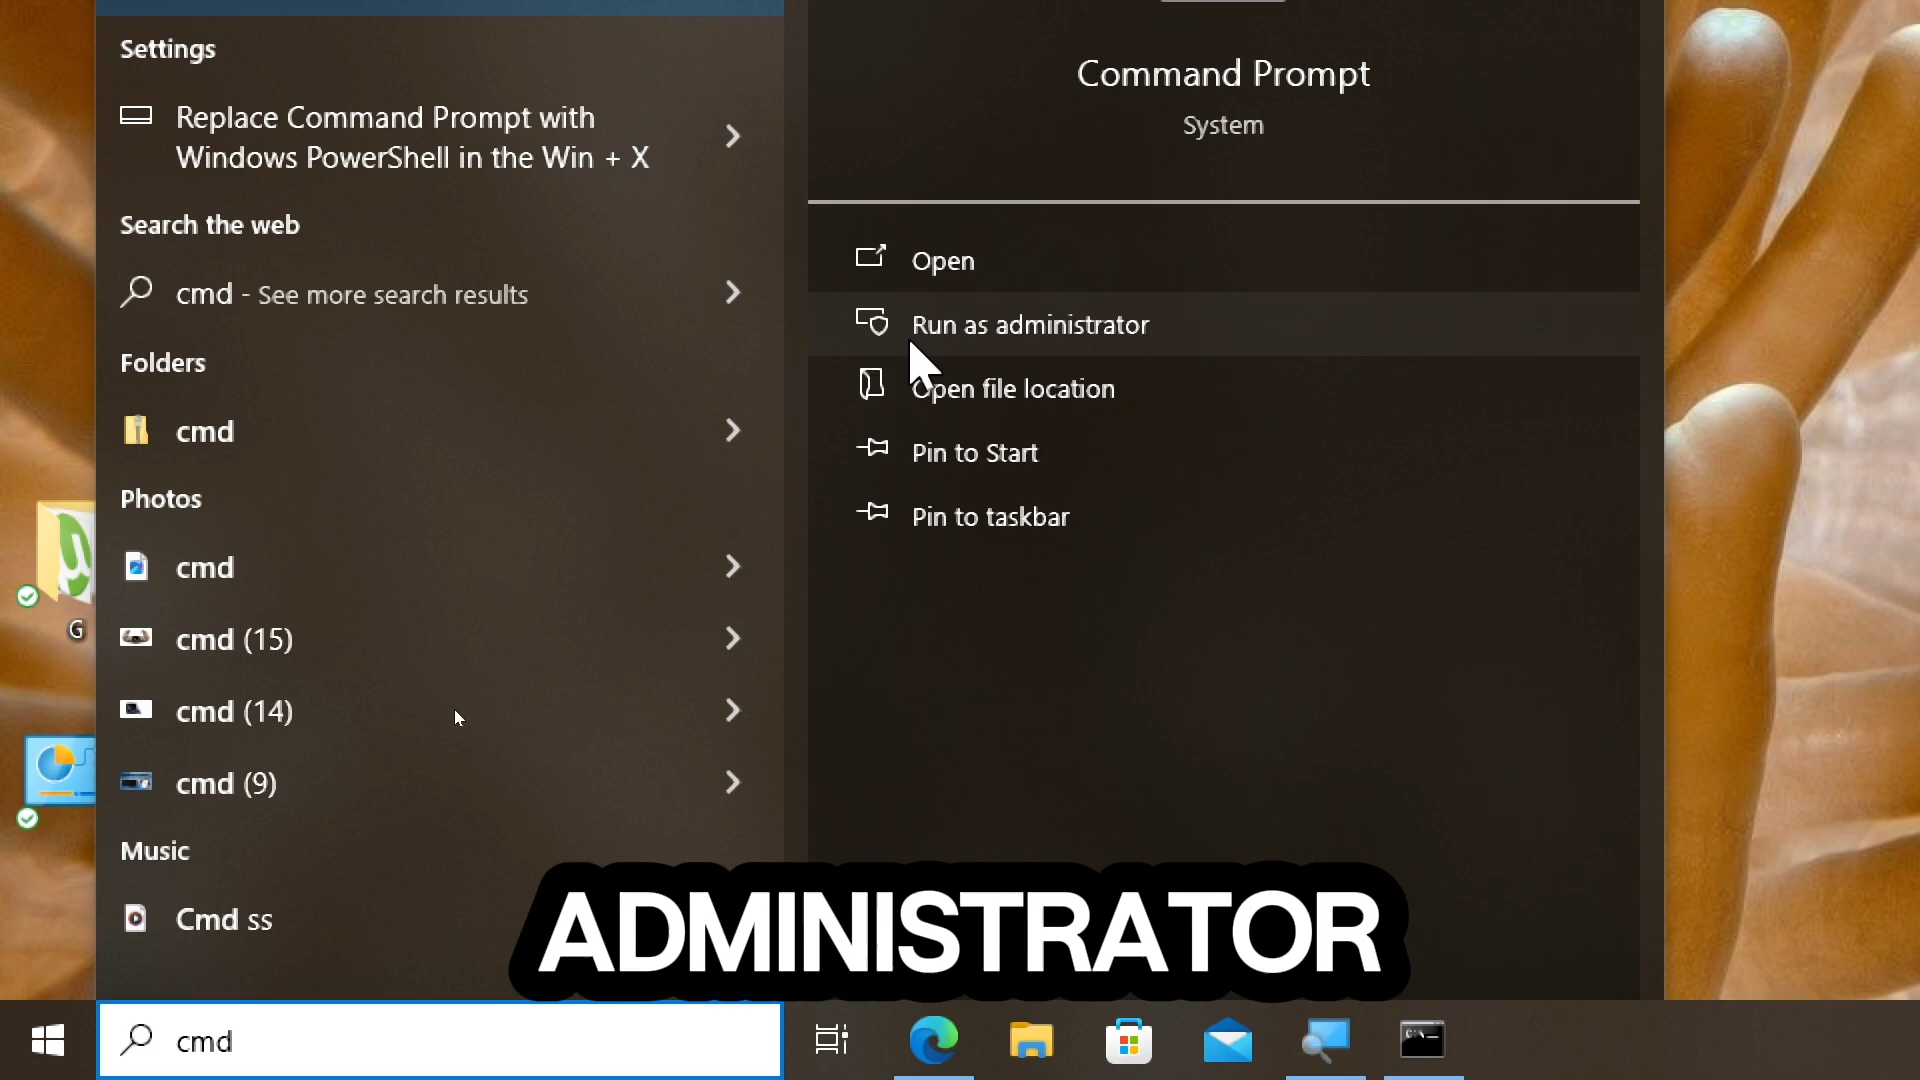 Settings
Replace Command Prompt with
Windows PowerShell in the Win + X
Search the web
cmd - See more search results
Folders
cmd
Photos
cmd
cmd (15)
cmd (14)
cmd (9)
Music
Cmd ss
cmd
Command Prompt
System
Open
Run as administrator
Open file location
Pin to Start
Pin to taskbar
G
ADMINISTRATOR